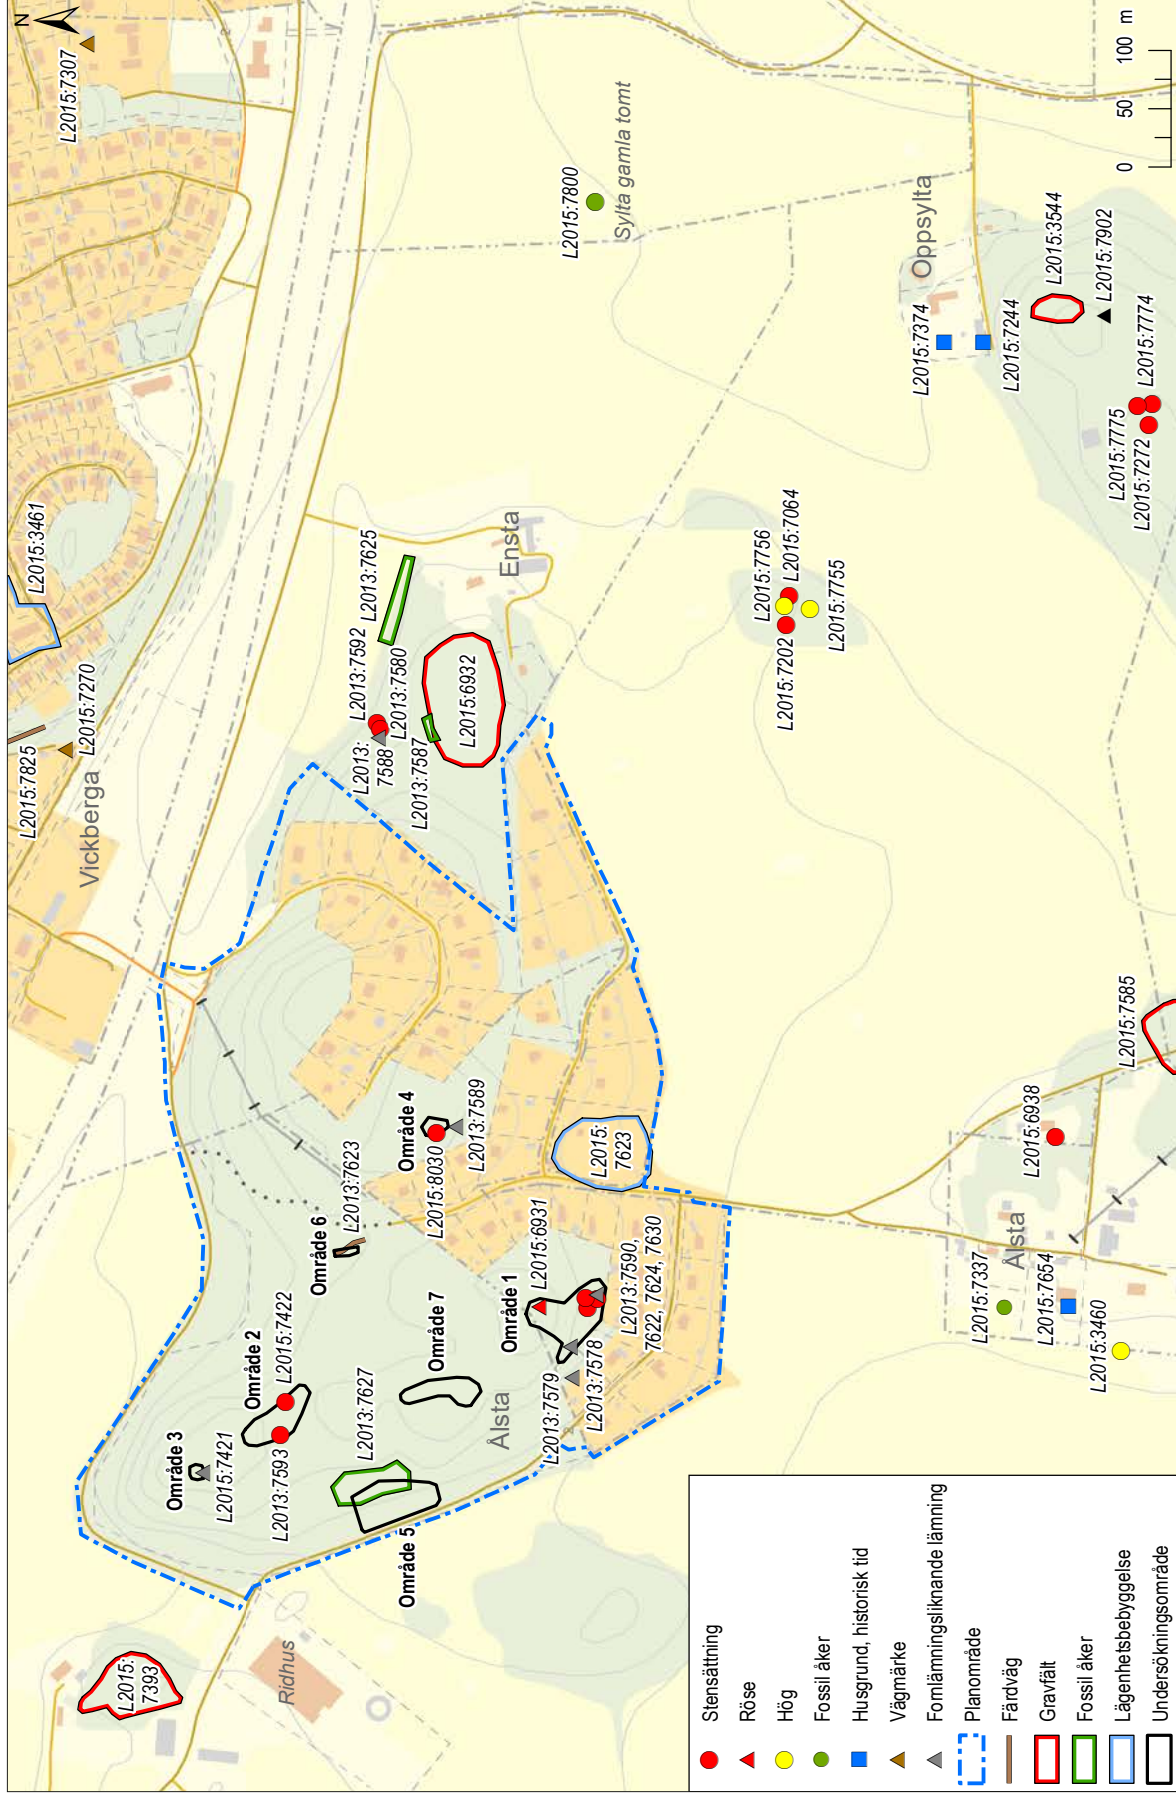 N
L2015:7307
L2015:3461
L2015:7825
L2015:7270
Vickberga
L2015:7800
Sylta gamla tomt
Oppsylta
L2015:7374
L2015:7244
L2015:3544
L2015:7902
L2015:7774
L2015:7775
L2015:7272
Ensta
L2013:7625
L2013:7592
L2013:7580
L2013:
7588
L2013:7587
L2015:6932
L2015:7756
L2015:7064
L2015:7202
L2015:7755
L2015:7585
L2015:6938
Ålsta
L2015:7337
L2015:7654
L2015:3460
Område 4
L2015:8030
L2013:7589
L2015:
7623
Område 6
L2013:7623
Område 1
L2015:6931
L2013:7590,
7622, 7624, 7630
L2013:7579
L2013:7578
Område 7
Ålsta
Område 2
L2015:7422
L2013:7593
L2013:7627
Område 3
L2015:7421
Område 5
L2015:
7393
Ridhus
0 50 100 m
Stensättning
Röse
Hög
Fossil åker
Husgrund, historisk tid
Vägmärke
Fornlämningsliknande lämning
Planområde
Färdväg
Gravfält
Fossil åker
Lägenhetsbebyggelse
Undersökningsområde